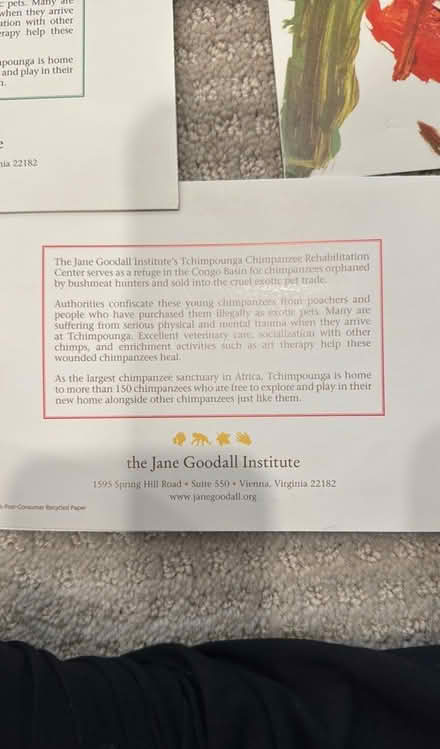 pets. Many are
when they arrive
ation with other
erapy help these
mpounga is home
and play in their
nia 22182
The Jane Goodall Institute's Tchimpounga Chimpanzee Rehabilitation
Center serves as a refuge in the Congo Basin for chimpanzees orphaned
by bushmeat hunters and sold into the cruel exotic pet trade.
Authorities confiscate these young chimpanzees from poachers and
people who have purchased them illegally as exotic pets. Many are
suffering from serious physical and mental trauma when they arrive
at Tchimpounga. Excellent veterinary care, socialization with other
chimps, and enrichment activities such as art therapy help these
wounded chimpanzees heal.
As the largest chimpanzee sanctuary in Africa, Tchimpounga is home
to more than 150 chimpanzees who are free to explore and play in their
new home alongside other chimpanzees just like them.
the Jane Goodall Institute
1595 Spring Hill Road • Suite 550 • Vienna, Virginia 22182
www.janegoodall.org
Post-Consumer Recycled Paper